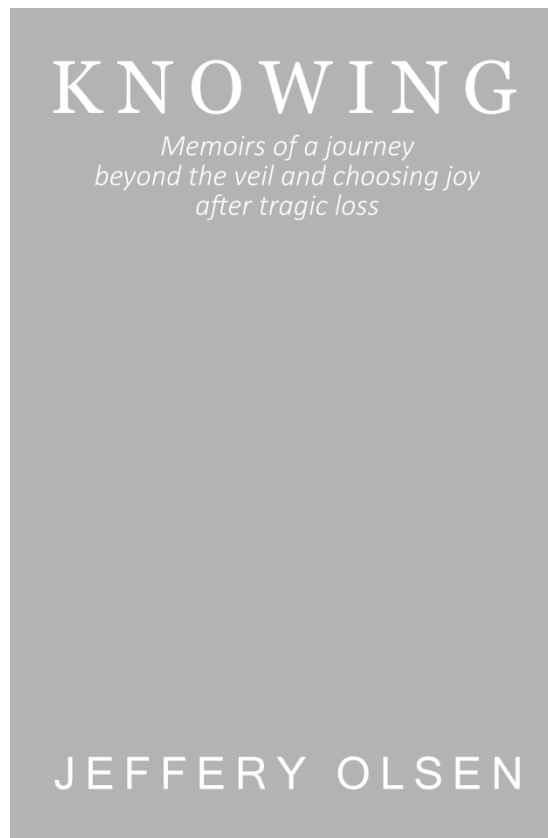 KNOWING
Memoirs of a journey
beyond the veil and choosing joy
after tragic loss
JEFFERY OLSEN